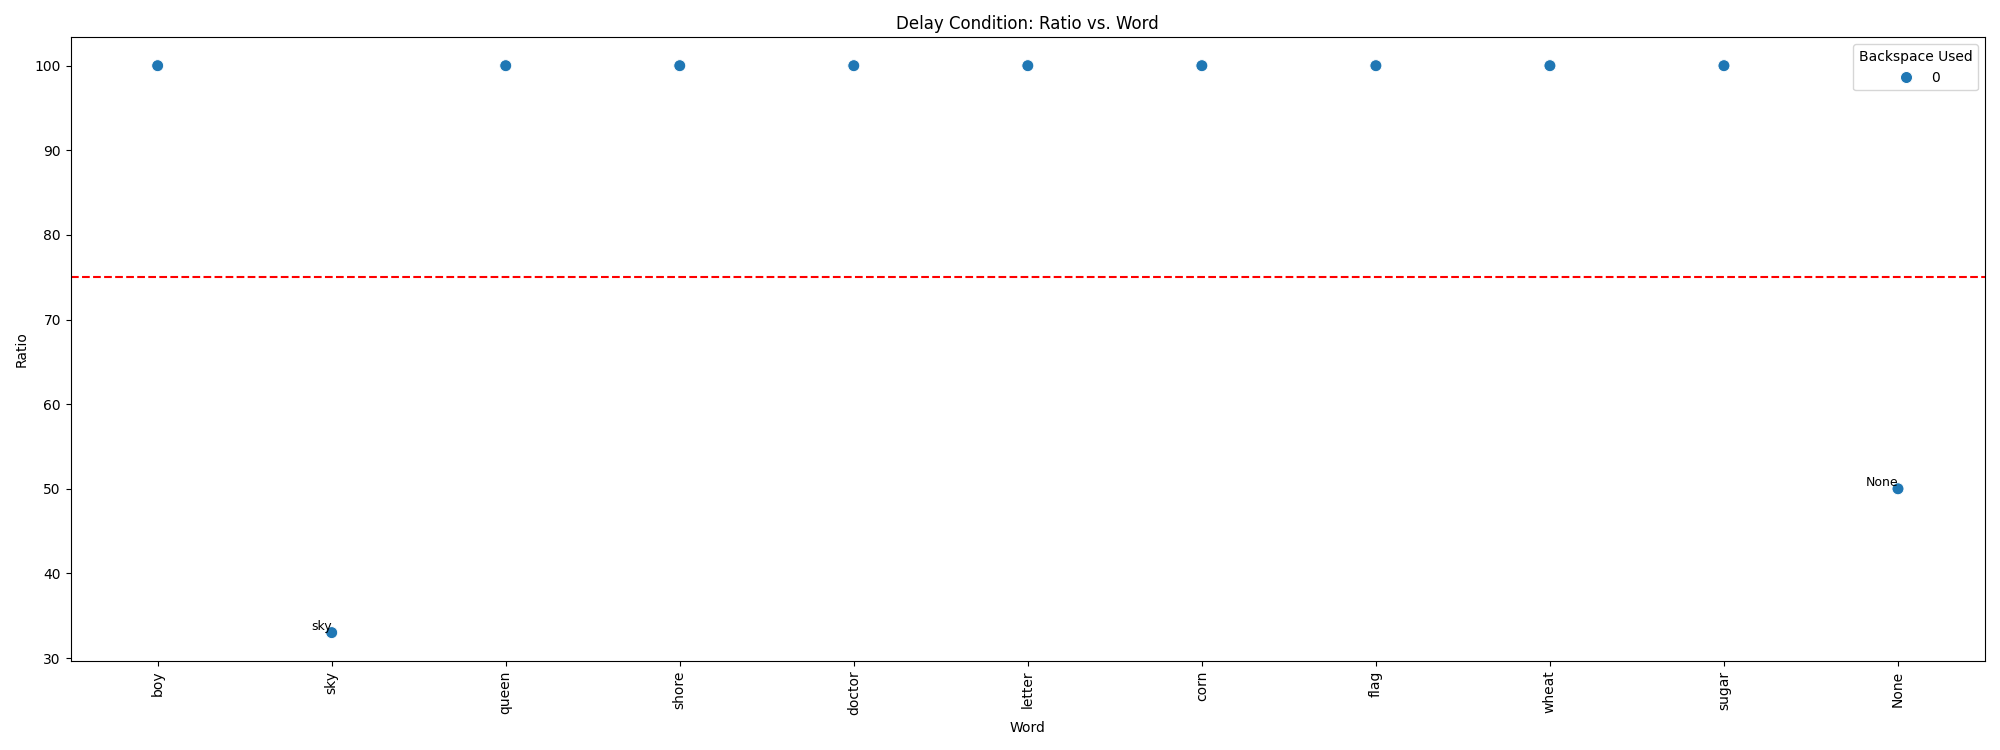 Delay Condition: Ratio vs. Word
Backspace Used
0
100
90
80
70
60
50
40
30
Ratio
None
sky
boy
sky
queen
shore
doctor
letter
corn
flag
wheat
sugar
None
Word